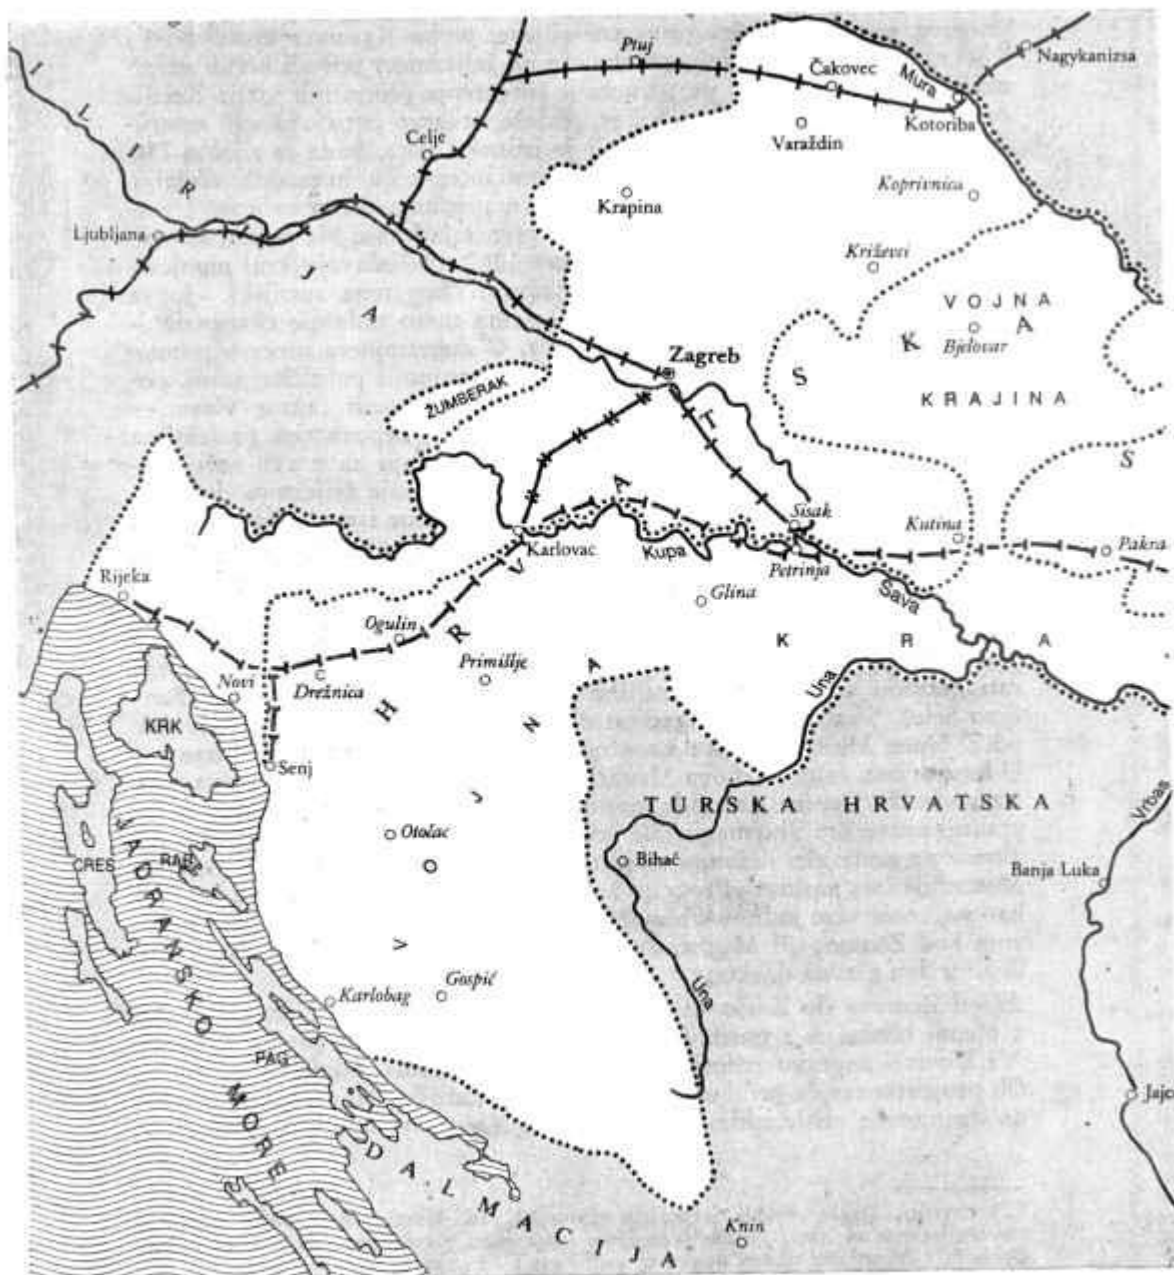 Ptuj
Nagykanizsa
Čakovec
Mura
Kotoriba
Varaždin
Celje
Krapina
Koprivnica
Ljubljana
I L I R I J A
Križevci
VOJNA
Bjelovar
KRAJINA
Zagreb
ŽUMBERAK
H R V A T S K A
S
S
Sisak
Kutina
Karlovac
Kupa
Petrinja
Pakra
Rijeka
Glina
Sava
Ogulin
Primišlje
V O J N A
K R A
Novi
Drežnica
Una
KRK
Senj
TURSKA HRVATSKA
Vrbas
Otočac
CRES
RAB
Bihać
Banja Luka
JADRANSKO MORE
Gospić
Karlobag
Una
PAG
Jajce
DALMACIJA
Knin